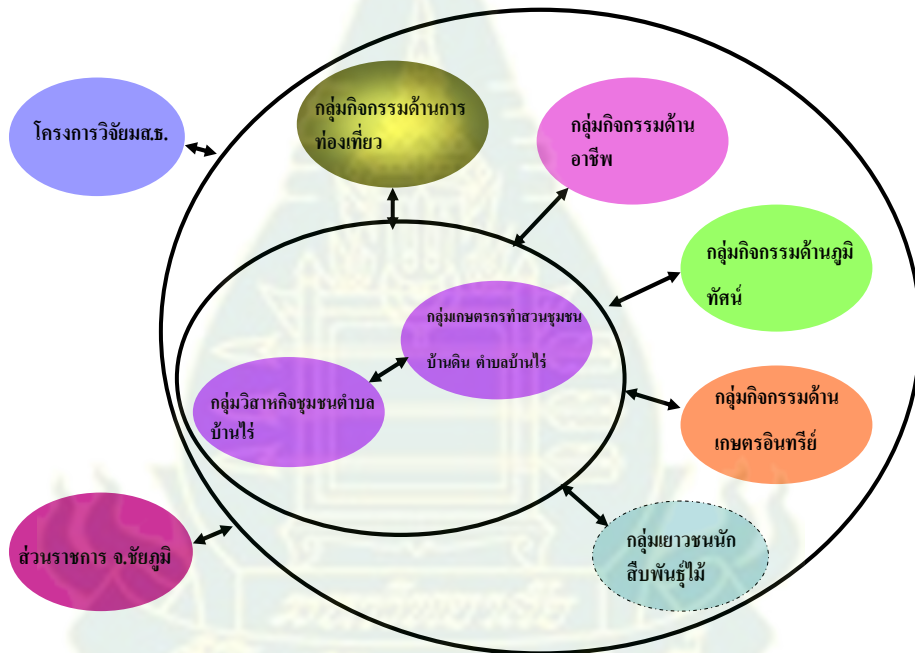 โครงการวิจัยมส.ธ.
กลุ่มกิจกรรมด้านการ
ท่องเที่ยว
กลุ่มกิจกรรมด้าน
อาชีพ
กลุ่มกิจกรรมด้านภูมิ
ทัศน์
กลุ่มเกษตรกรทำสวนชุมชน
บ้านดิน ตำบลบ้านไร่
กลุ่มวิสาหกิจชุมชนตำบล
บ้านไร่
กลุ่มกิจกรรมด้าน
เกษตรอินทรีย์
ส่วนราชการ จ.ชัยภูมิ
กลุ่มเยาวชนนัก
สืบพันธุ์ไม้